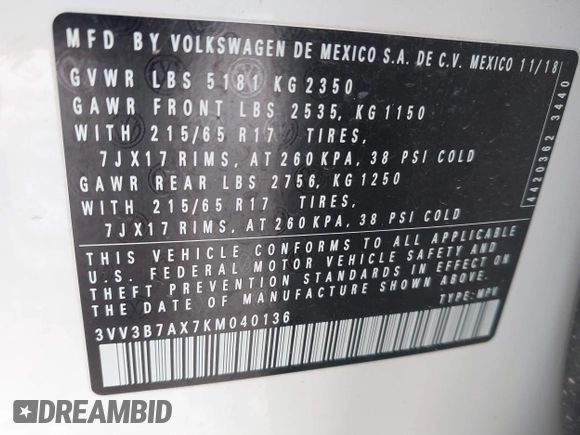 MFD BY VOLKSWAGEN DE MEXICO S.A. DE C.V. MEXICO 11/18
GVWR LBS 5181 KG 2350
GAWR FRONT LBS 2535, KG 1150
WITH 215/65 R17 TIRES,
7JX17 RIMS, AT 260 KPA, 38 PSI COLD
GAWR REAR LBS 2756, KG 1250
WITH 215/65 R17 TIRES,
7JX17 RIMS, AT 260 KPA, 38 PSI COLD
THIS VEHICLE CONFORMS TO ALL APPLICABLE
U.S. FEDERAL MOTOR VEHICLE SAFETY AND
THEFT PREVENTION STANDARDS IN EFFECT ON
THE DATE OF MANUFACTURE SHOWN ABOVE.
3VV3B7AX7KM040136 TYPE: MPV
4420362 3440
DREAMBID